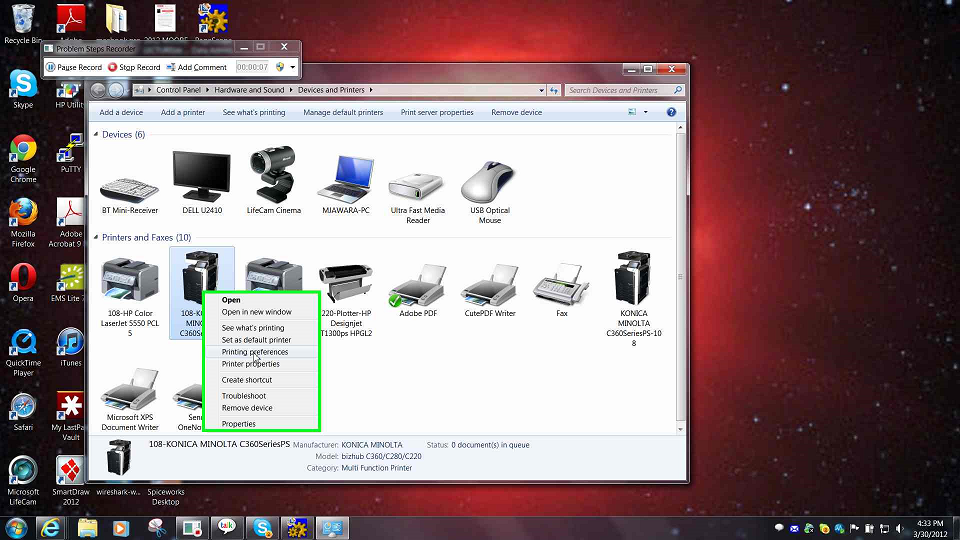 Recycle Bin
Adobe
2012 MOORE
PageScope
Problem Steps Recorder
Pause Record
Stop Record
Add Comment
00:00:07
Skype
HP Utility
Google Chrome
PuTTY
Mozilla Firefox
Adobe Acrobat 9
Opera
EMS Lite 7
QuickTime Player
iTunes
Safari
My LastPa
Vault
Microsoft LifeCam
SmartDraw 2012
wireshark-w...
Spiceworks Desktop
Control Panel
Hardware and Sound
Devices and Printers
Search Devices and Printers
Add a device
Add a printer
See what's printing
Manage default printers
Print server properties
Remove device
Devices (6)
BT Mini-Receiver
DELL U2410
LifeCam Cinema
MJAWARA-PC
Ultra Fast Media
Reader
USB Optical
Mouse
Printers and Faxes (10)
108-HP Color
LaserJet 5550 PCL
5
108-K
MINO
C360Se
220-Plotter-HP
Designjet
T1300ps HPGL2
Adobe PDF
CutePDF Writer
Fax
KONICA
MINOLTA
C360SeriesPS-10
8
Open
Open in new window
See what's printing
Set as default printer
Printing preferences
Printer properties
Create shortcut
Troubleshoot
Remove device
Properties
Microsoft XPS
Document Writer
Sen
OneNo
108-KONICA MINOLTA C360SeriesPS
Manufacturer: KONICA MINOLTA
Status: 0 document(s) in queue
Model: bizhub C360/C280/C220
Category: Multi Function Printer
talk
4:33 PM
3/30/2012